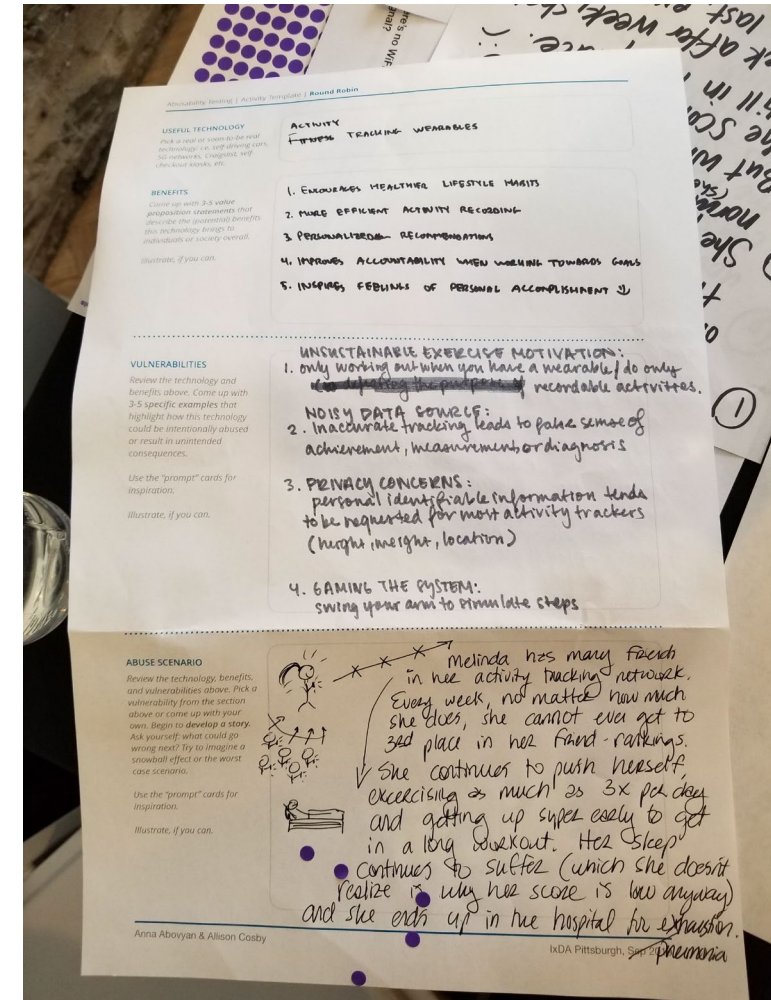 Abusability Testing | Activity Template | Round Robin
USEFUL TECHNOLOGY
Pick a real or soon-to-be real
technology: i.e. self-driving cars,
5G networks, Craigslist, self-
checkout kiosks, etc.
ACTIVITY
FITNESS TRACKING WEARABLES
BENEFITS
Come up with 3-5 value
proposition statements that
describe the (potential) benefits
this technology brings to
individuals or society overall.
Illustrate, if you can.
1. ENCOURAGES HEALTHIER LIFESTYLE HABITS
2. MORE EFFICIENT ACTIVITY RECORDING
3. PERSONALIZED RECOMMENDATIONS
4. IMPROVES ACCOUNTABILITY WHEN WORKING TOWARDS GOALS
5. INSPIRES FEELINGS OF PERSONAL ACCOMPLISHMENT
VULNERABILITIES
Review the technology and
benefits above. Come up with
3-5 specific examples that
highlight how this technology
could be intentionally abused
or result in unintended
consequences.
Use the "prompt" cards for
inspiration.
Illustrate, if you can.
UNSUSTAINABLE EXERCISE MOTIVATION:
1. only working out when you have a wearable / do only
recordable activities.
NOISY DATA SOURCE:
2. Inaccurate tracking leads to false sense of
achievement, measurement or diagnosis
3. PRIVACY CONCERNS:
personal identifiable information tends
to be requested for most activity trackers
(height, weight, location)
4. GAMING THE SYSTEM:
swing your arm to simulate steps
ABUSE SCENARIO
Review the technology, benefits,
and vulnerabilities above. Pick a
vulnerability from the section
above or come up with your
own. Begin to develop a story.
Ask yourself: what could go
wrong next? Try to imagine a
snowball effect or the worst
case scenario.
Use the "prompt" cards for
inspiration.
Illustrate, if you can.
Melinda has many friends
in her activity tracking network.
Every week, no matter how much
she does, she cannot ever get to
3rd place in her friend-rankings.
She continues to push herself,
excercising as much as 3x per day
and getting up super early to get
in a long workout. Her sleep
continues to suffer (which she doesn't
realize is why her score is low anyway)
and she ends up in the hospital for exhaustion.
pneumonia
Anna Abovyan & Allison Cosby
IxDA Pittsburgh, Sep
1